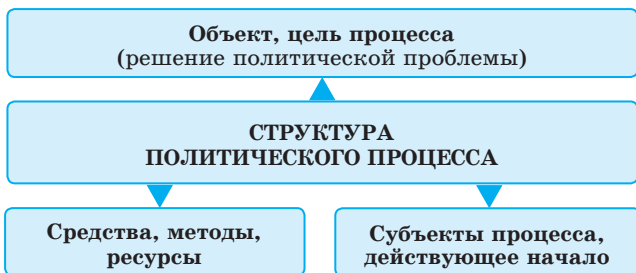 Объект, цель процесса
(решение политической проблемы)
СТРУКТУРА
ПОЛИТИЧЕСКОГО ПРОЦЕССА
Средства, методы,
ресурсы
Субъекты процесса,
действующее начало